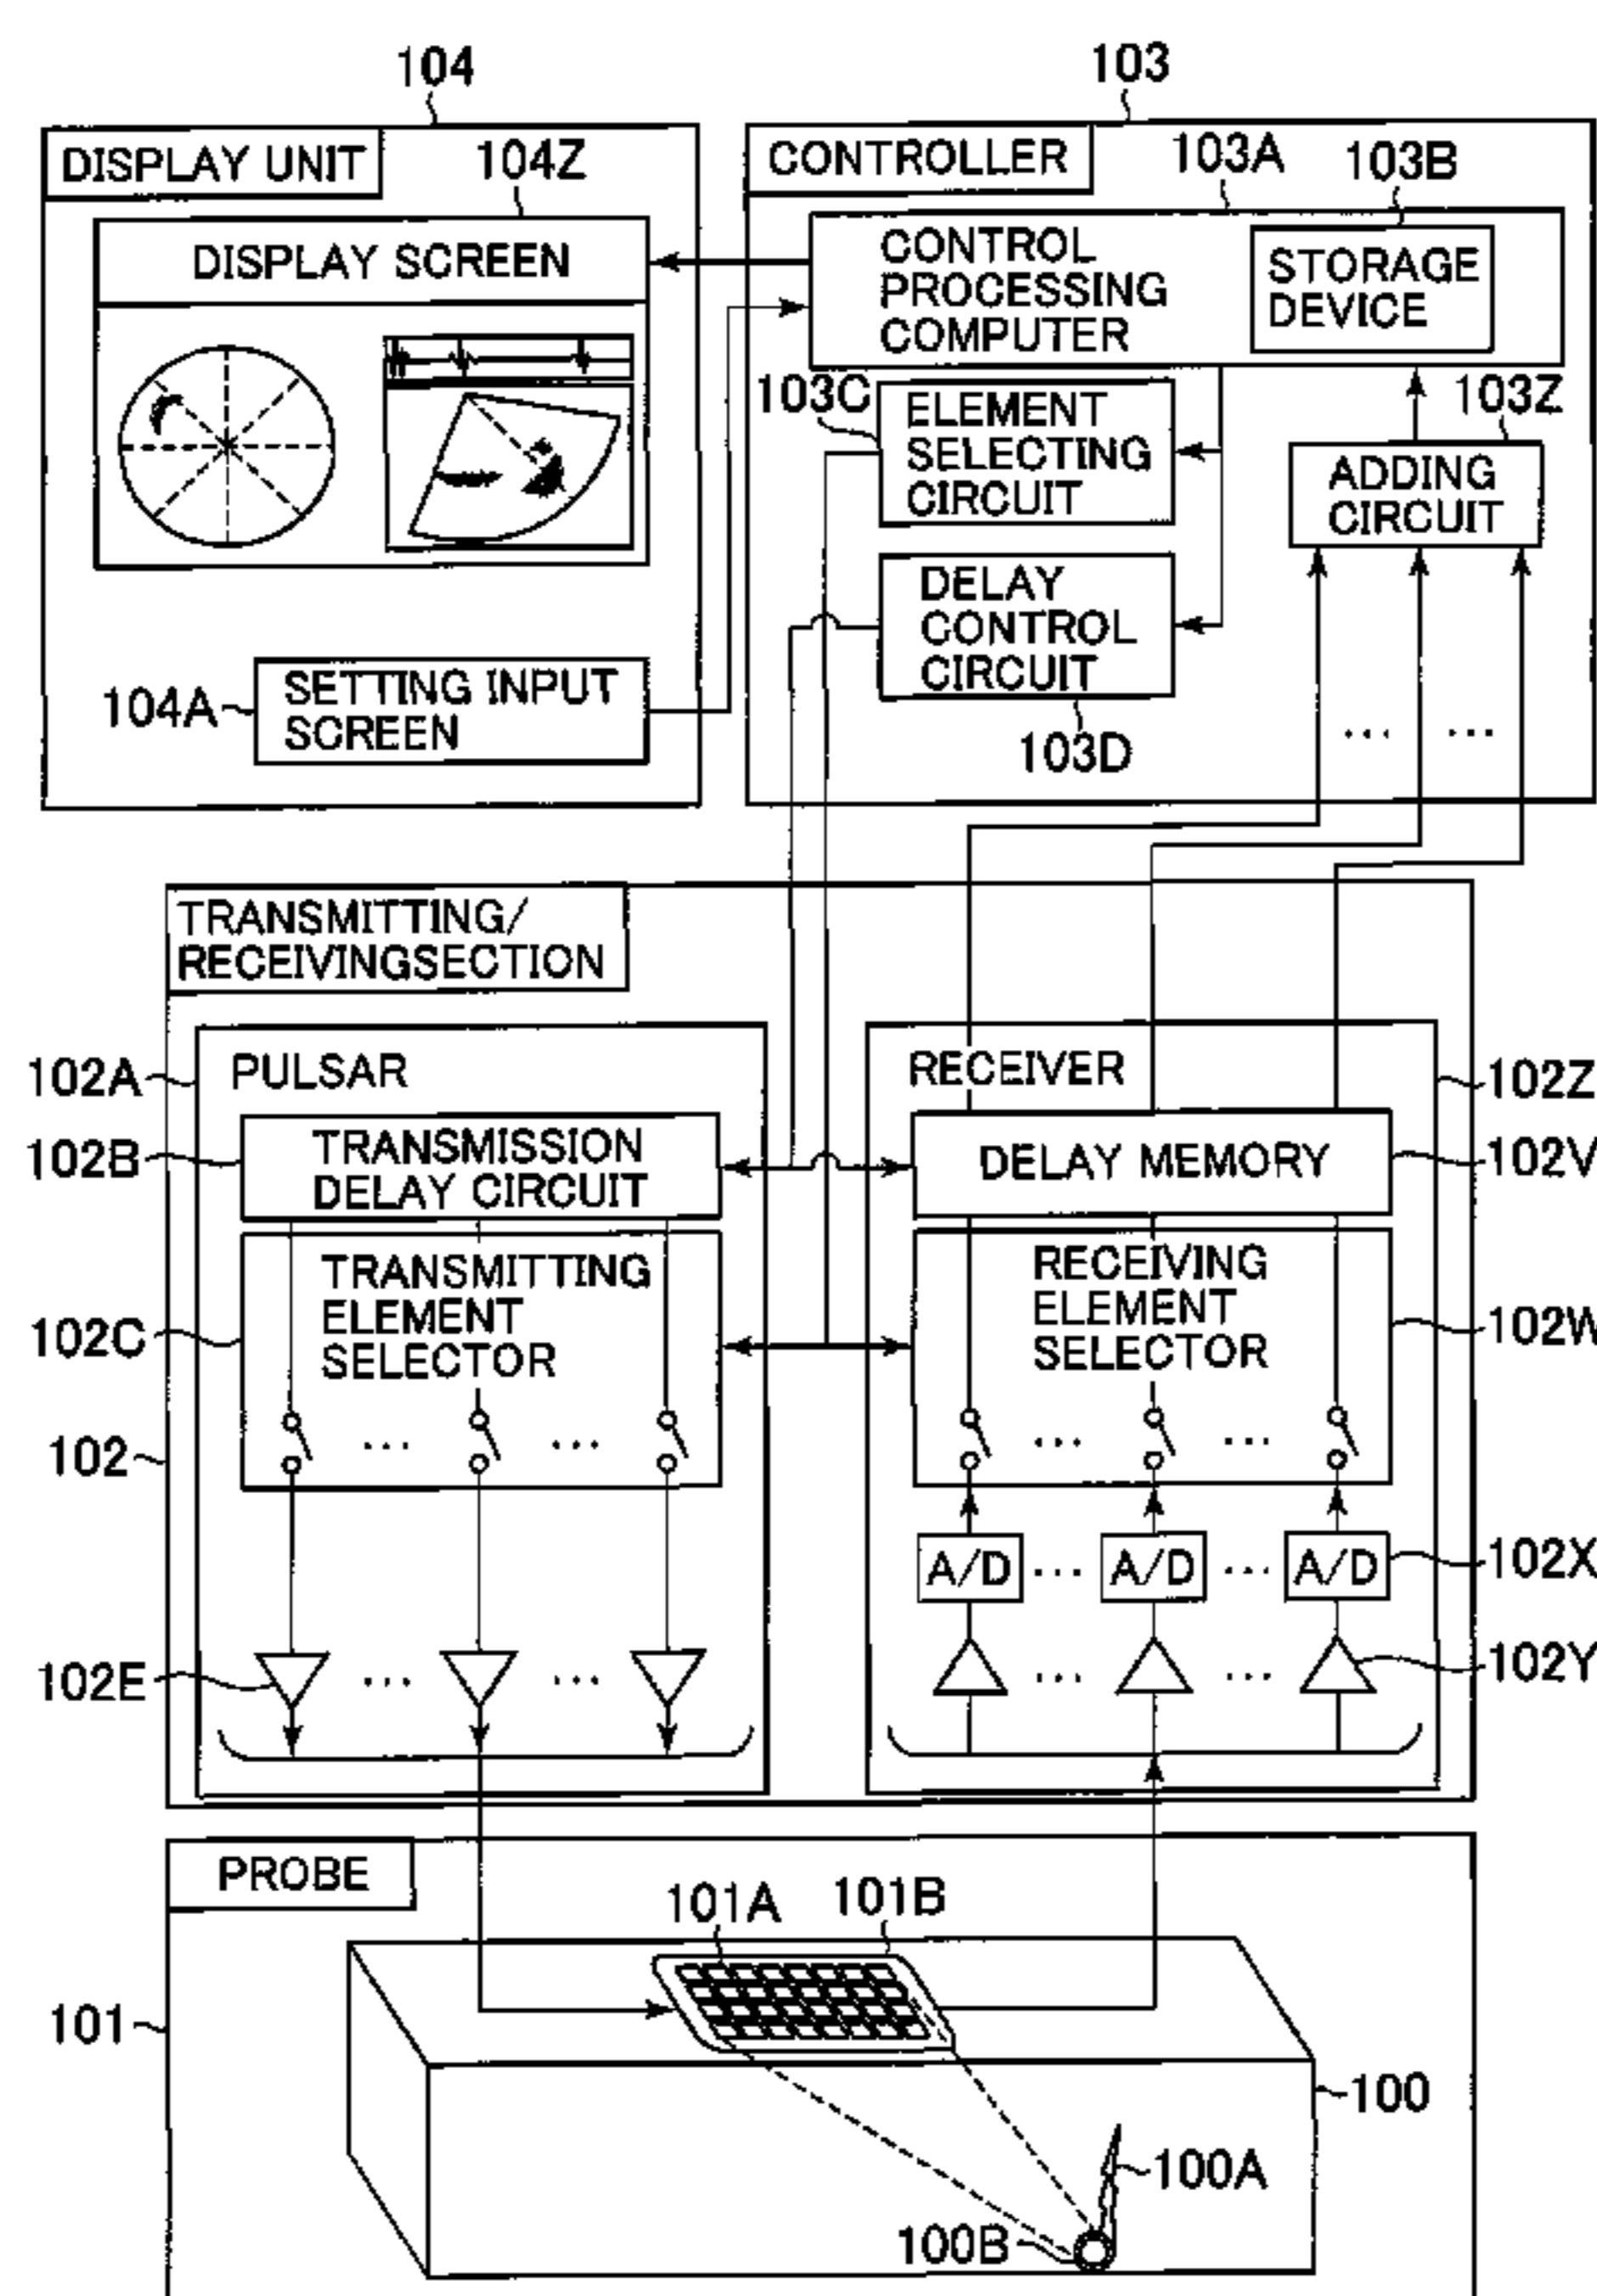 104
103
DISPLAY UNIT
104Z
CONTROLLER
103A
103B
DISPLAY SCREEN
CONTROL
PROCESSING
COMPUTER
STORAGE
DEVICE
103C
ELEMENT
SELECTING
CIRCUIT
103Z
ADDING
CIRCUIT
DELAY
CONTROL
CIRCUIT
104A
SETTING INPUT
SCREEN
103D
... ...
TRANSMITTING/
RECEIVINGSECTION
102A
PULSAR
RECEIVER
102Z
102B
TRANSMISSION
DELAY CIRCUIT
DELAY MEMORY
102V
102C
TRANSMITTING
ELEMENT
SELECTOR
RECEIVING
ELEMENT
SELECTOR
102W
102
... ... ... ...
A/D ... A/D ... A/D
102X
102E
... ... ... ...
102Y
PROBE
101A
101B
101
100
100A
100B